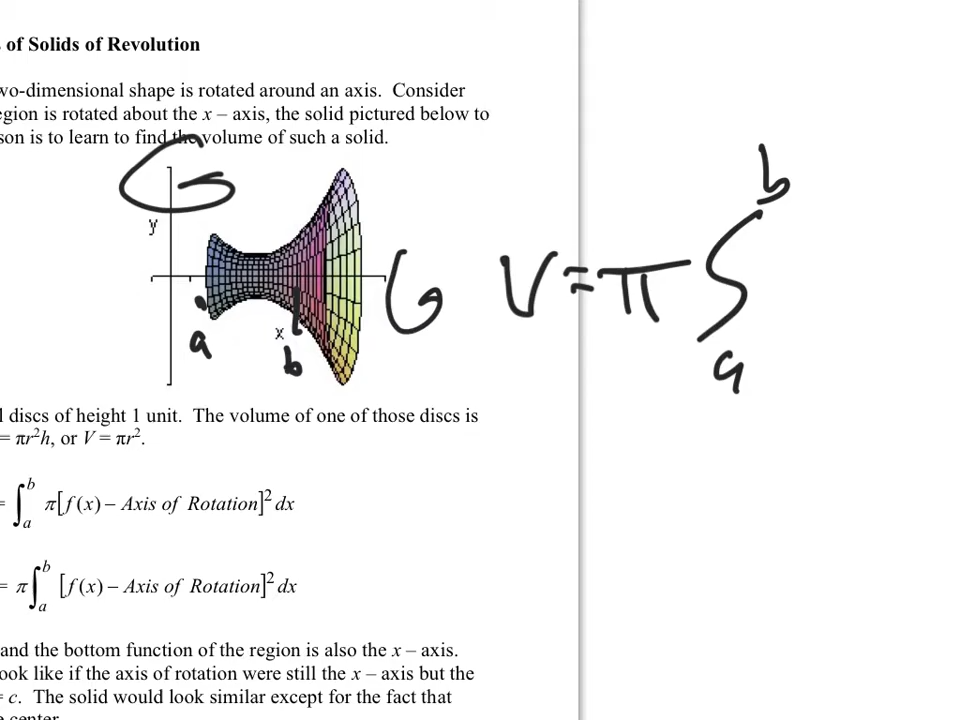 of Solids of Revolution
wo-dimensional shape is rotated around an axis. Consider
egion is rotated about the x – axis, the solid pictured below to
son is to learn to find the volume of such a solid.
y
x
a
b
V = π ∫ₐᵇ
l discs of height 1 unit. The volume of one of those discs is
= πr²h, or V = πr².
= ∫ₐᵇ π[f(x) – Axis of Rotation]² dx
= π∫ₐᵇ [f(x) – Axis of Rotation]² dx
and the bottom function of the region is also the x – axis.
ook like if the axis of rotation were still the x – axis but the
= c. The solid would look similar except for the fact that
center.